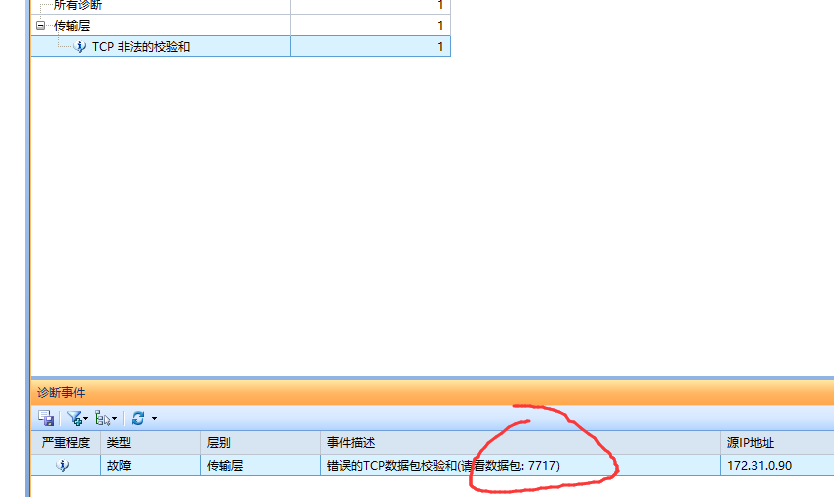 所有诊断 1
传输层 1
TCP 非法的校验和 1
诊断事件
严重程度 类型 层别 事件描述 源IP地址
故障 传输层 错误的TCP数据包校验和(请看数据包: 7717) 172.31.0.90